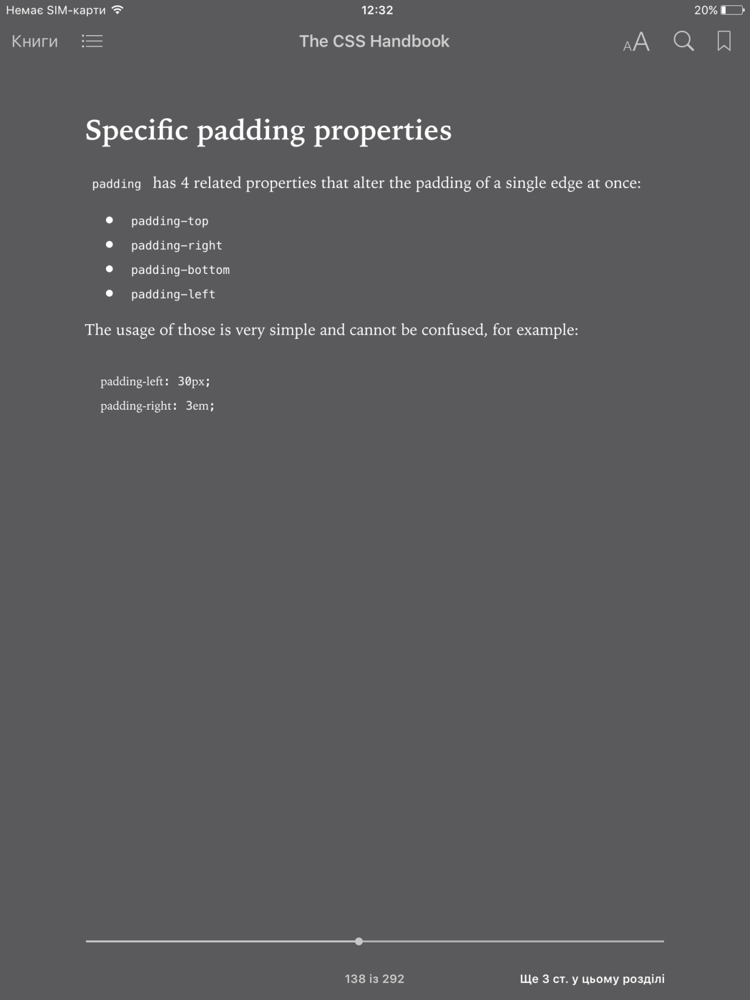 Немає SIM-карти 12:32 20%
Книги The CSS Handbook AA
Specific padding properties
padding has 4 related properties that alter the padding of a single edge at once:
• padding-top
• padding-right
• padding-bottom
• padding-left
The usage of those is very simple and cannot be confused, for example:
padding-left: 30px;
padding-right: 3em;
138 із 292 Ще 3 ст. у цьому розділі